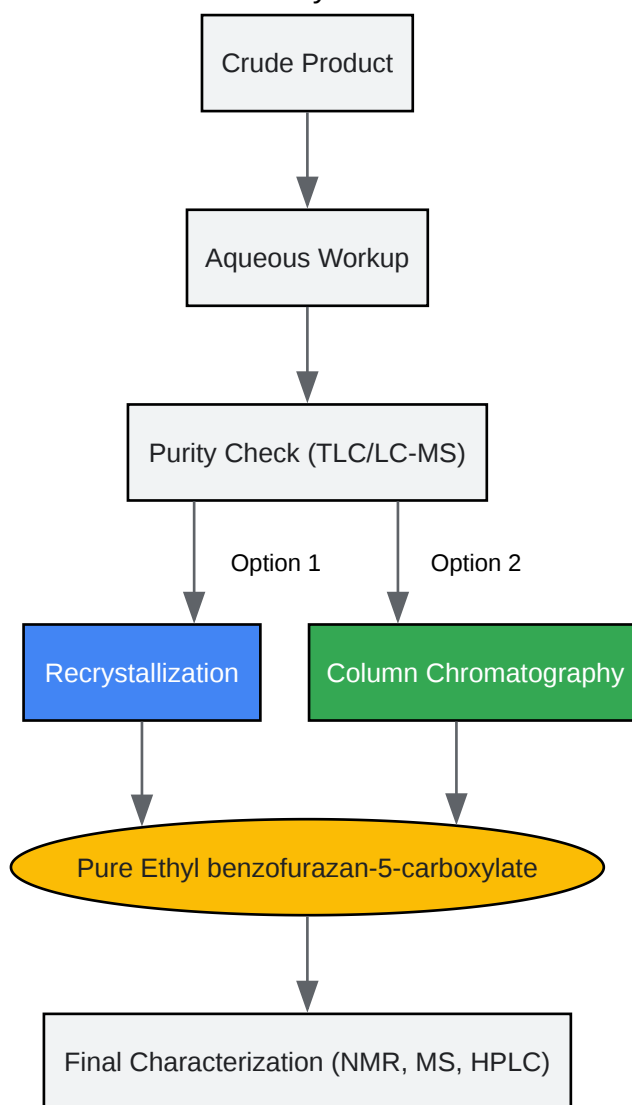 Crude Product
Aqueous Workup
Purity Check (TLC/LC-MS)
Option 1
Option 2
Recrystallization
Column Chromatography
Pure Ethyl benzofurazan-5-carboxylate
Final Characterization (NMR, MS, HPLC)